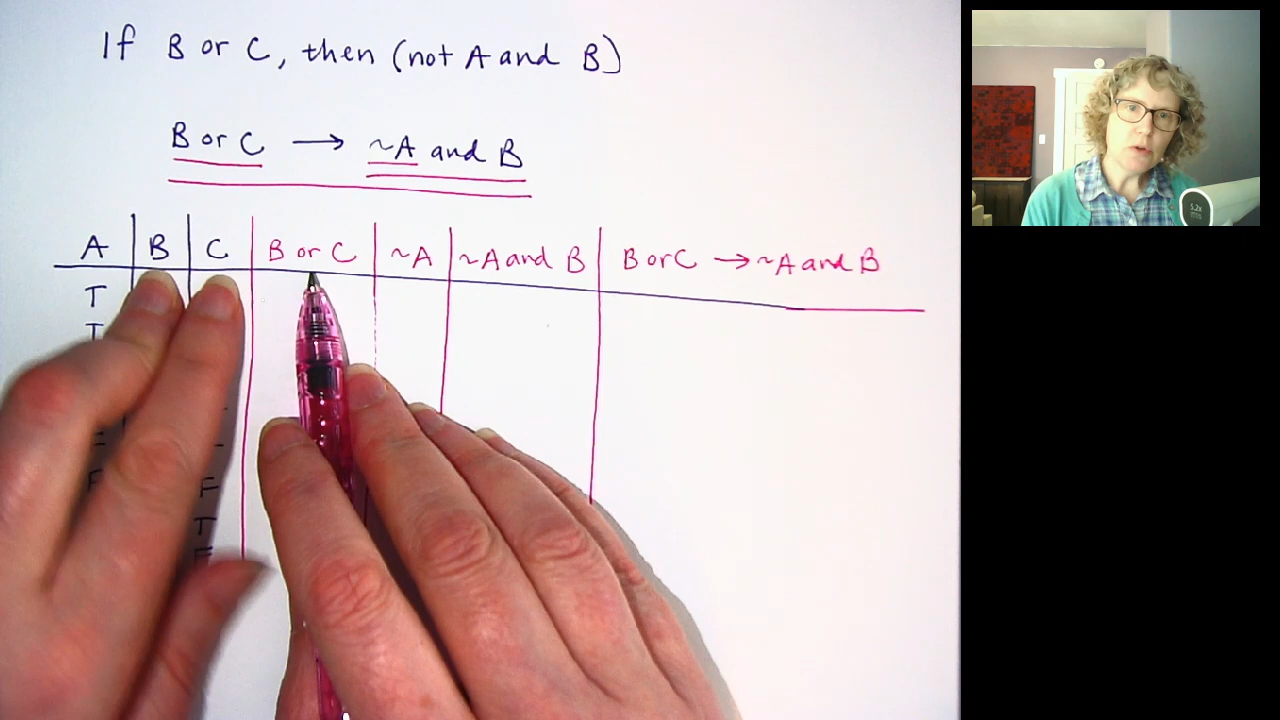 If B or C, then (not A and B)
B or C → ~A and B
A B C B or C ~A ~A and B B or C → ~A and B
T
T
F
F
T